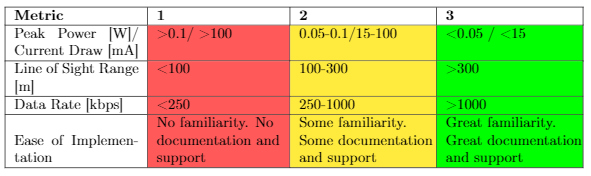 Metric 1 2 3
Peak Power [W]/ >0.1/ >100 0.05-0.1/15-100 <0.05 / <15
Current Draw [mA]
Line of Sight Range <100 100-300 >300
[m]
Data Rate [kbps] <250 250-1000 >1000
No familiarity. No Some familiarity. Great familiarity.
Ease of Implemen- documentation and Some documentation Great documentation
tation support and support and support